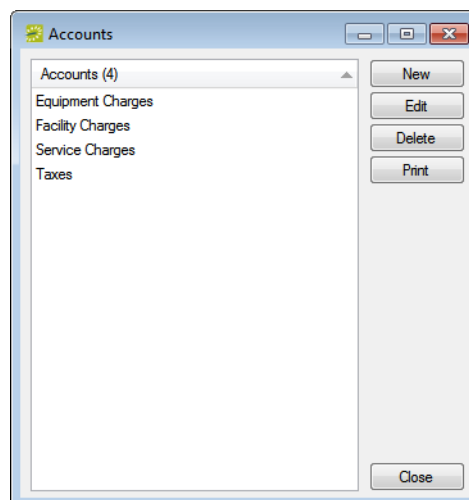 Accounts
Accounts (4)
Equipment Charges
Facility Charges
Service Charges
Taxes
New
Edit
Delete
Print
Close